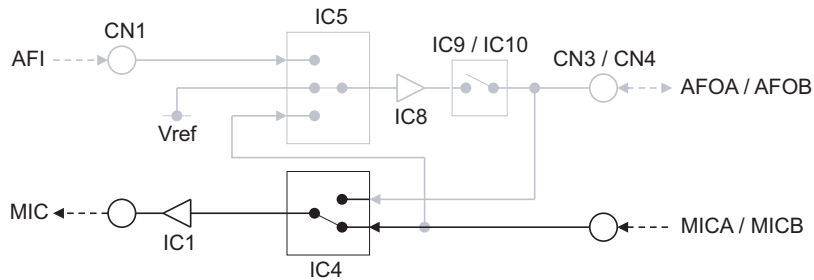 IC5
CN1
IC9 / IC10
CN3 / CN4
AFI
AFOA / AFOB
IC8
Vref
MIC
MICA / MICB
IC1
IC4